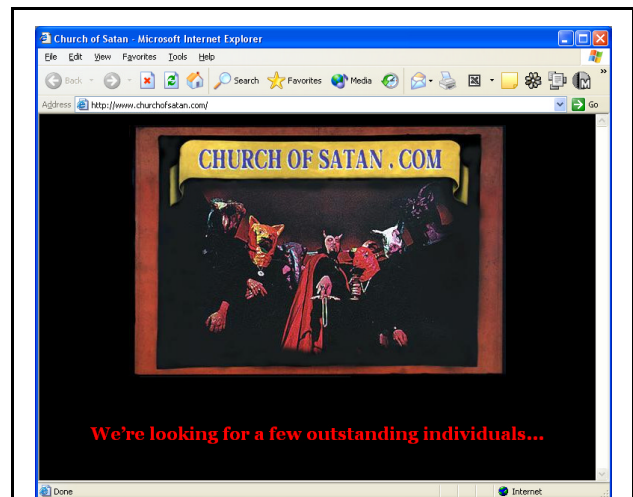 Church of Satan - Microsoft Internet Explorer
File Edit View Favorites Tools Help
Back Search Favorites Media
Address http://www.churchofsatan.com/ Go
CHURCH OF SATAN . COM
We're looking for a few outstanding individuals...
Done Internet